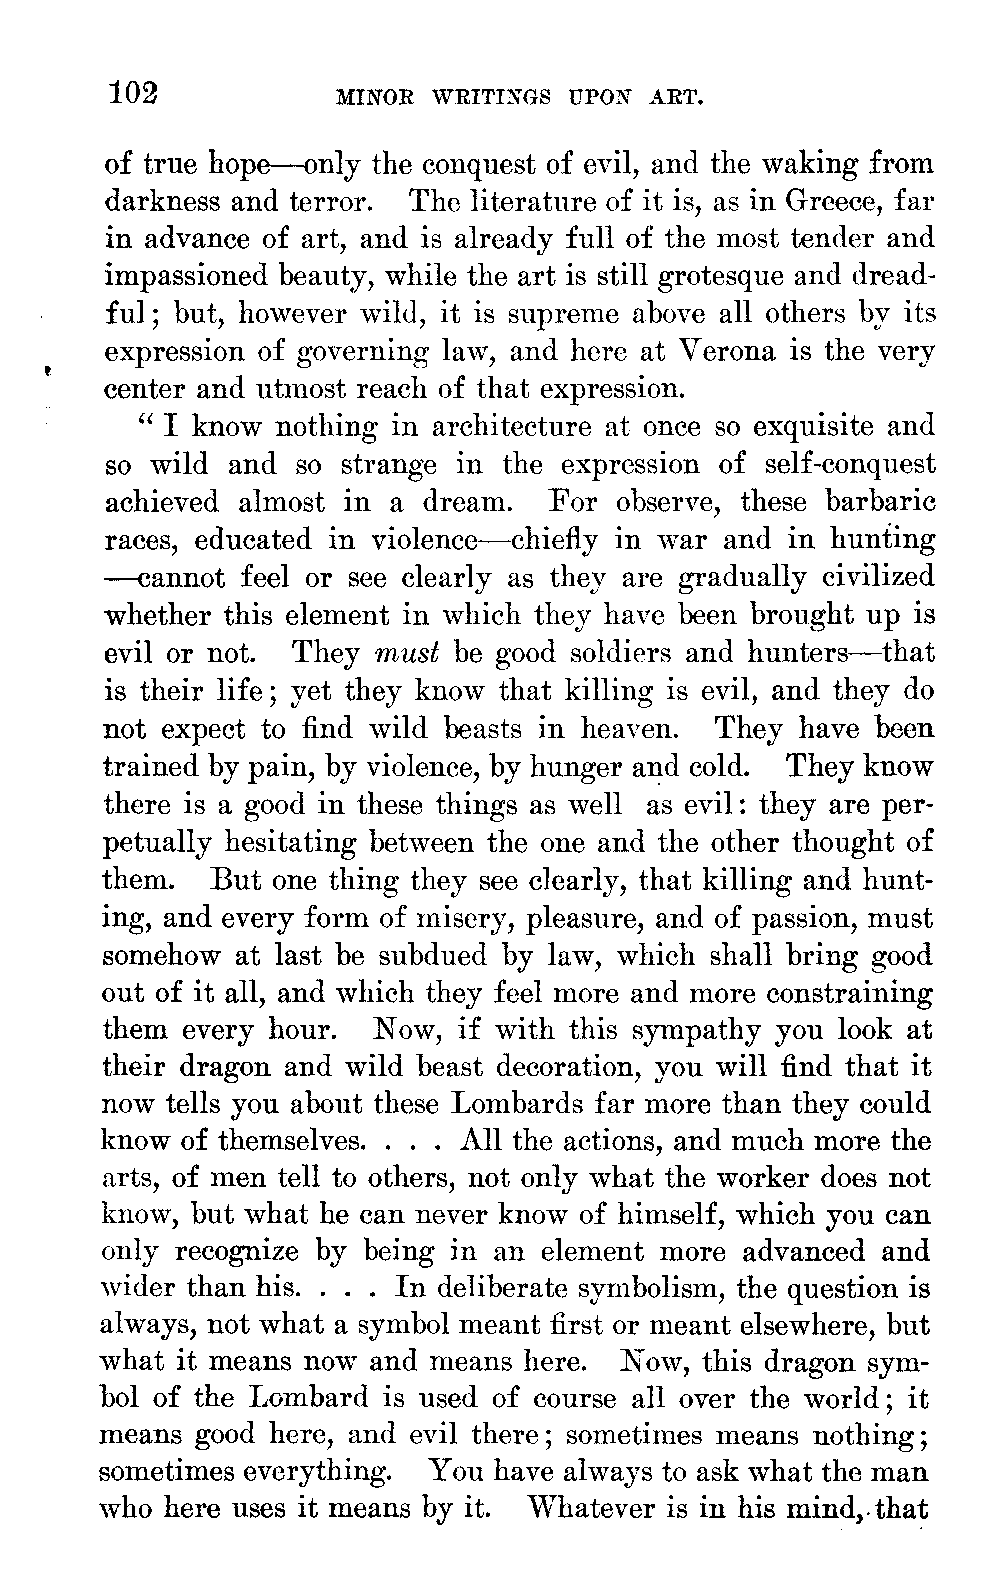 102 MINOR WRITINGS UPON ART.
of true hope—only the conquest of evil, and the waking from
darkness and terror. The literature of it is, as in Greece, far
in advance of art, and is already full of the most tender and
impassioned beauty, while the art is still grotesque and dread-
ful; but, however wild, it is supreme above all others by its
expression of governing law, and here at Verona is the very
center and utmost reach of that expression.
“I know nothing in architecture at once so exquisite and
so wild and so strange in the expression of self-conquest
achieved almost in a dream. For observe, these barbaric
races, educated in violence—chiefly in war and in hunting
—cannot feel or see clearly as they are gradually civilized
whether this element in which they have been brought up is
evil or not. They must be good soldiers and hunters—that
is their life; yet they know that killing is evil, and they do
not expect to find wild beasts in heaven. They have been
trained by pain, by violence, by hunger and cold. They know
there is a good in these things as well as evil: they are per-
petually hesitating between the one and the other thought of
them. But one thing they see clearly, that killing and hunt-
ing, and every form of misery, pleasure, and of passion, must
somehow at last be subdued by law, which shall bring good
out of it all, and which they feel more and more constraining
them every hour. Now, if with this sympathy you look at
their dragon and wild beast decoration, you will find that it
now tells you about these Lombards far more than they could
know of themselves. . . . All the actions, and much more the
arts, of men tell to others, not only what the worker does not
know, but what he can never know of himself, which you can
only recognize by being in an element more advanced and
wider than his. . . . In deliberate symbolism, the question is
always, not what a symbol meant first or meant elsewhere, but
what it means now and means here. Now, this dragon sym-
bol of the Lombard is used of course all over the world; it
means good here, and evil there; sometimes means nothing;
sometimes everything. You have always to ask what the man
who here uses it means by it. Whatever is in his mind, that